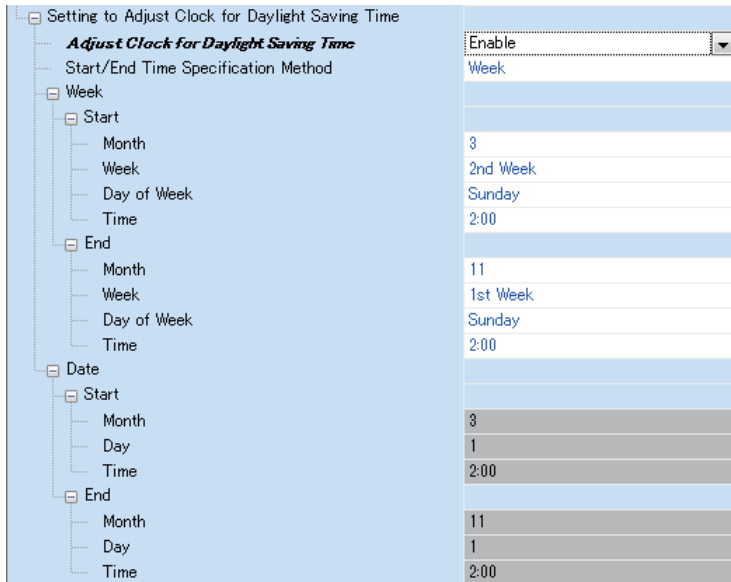 Setting to Adjust Clock for Daylight Saving Time
Adjust Clock for Daylight Saving Time Enable
Start/End Time Specification Method Week
Week
Start
Month 3
Week 2nd Week
Day of Week Sunday
Time 2:00
End
Month 11
Week 1st Week
Day of Week Sunday
Time 2:00
Date
Start
Month 3
Day 1
Time 2:00
End
Month 11
Day 1
Time 2:00